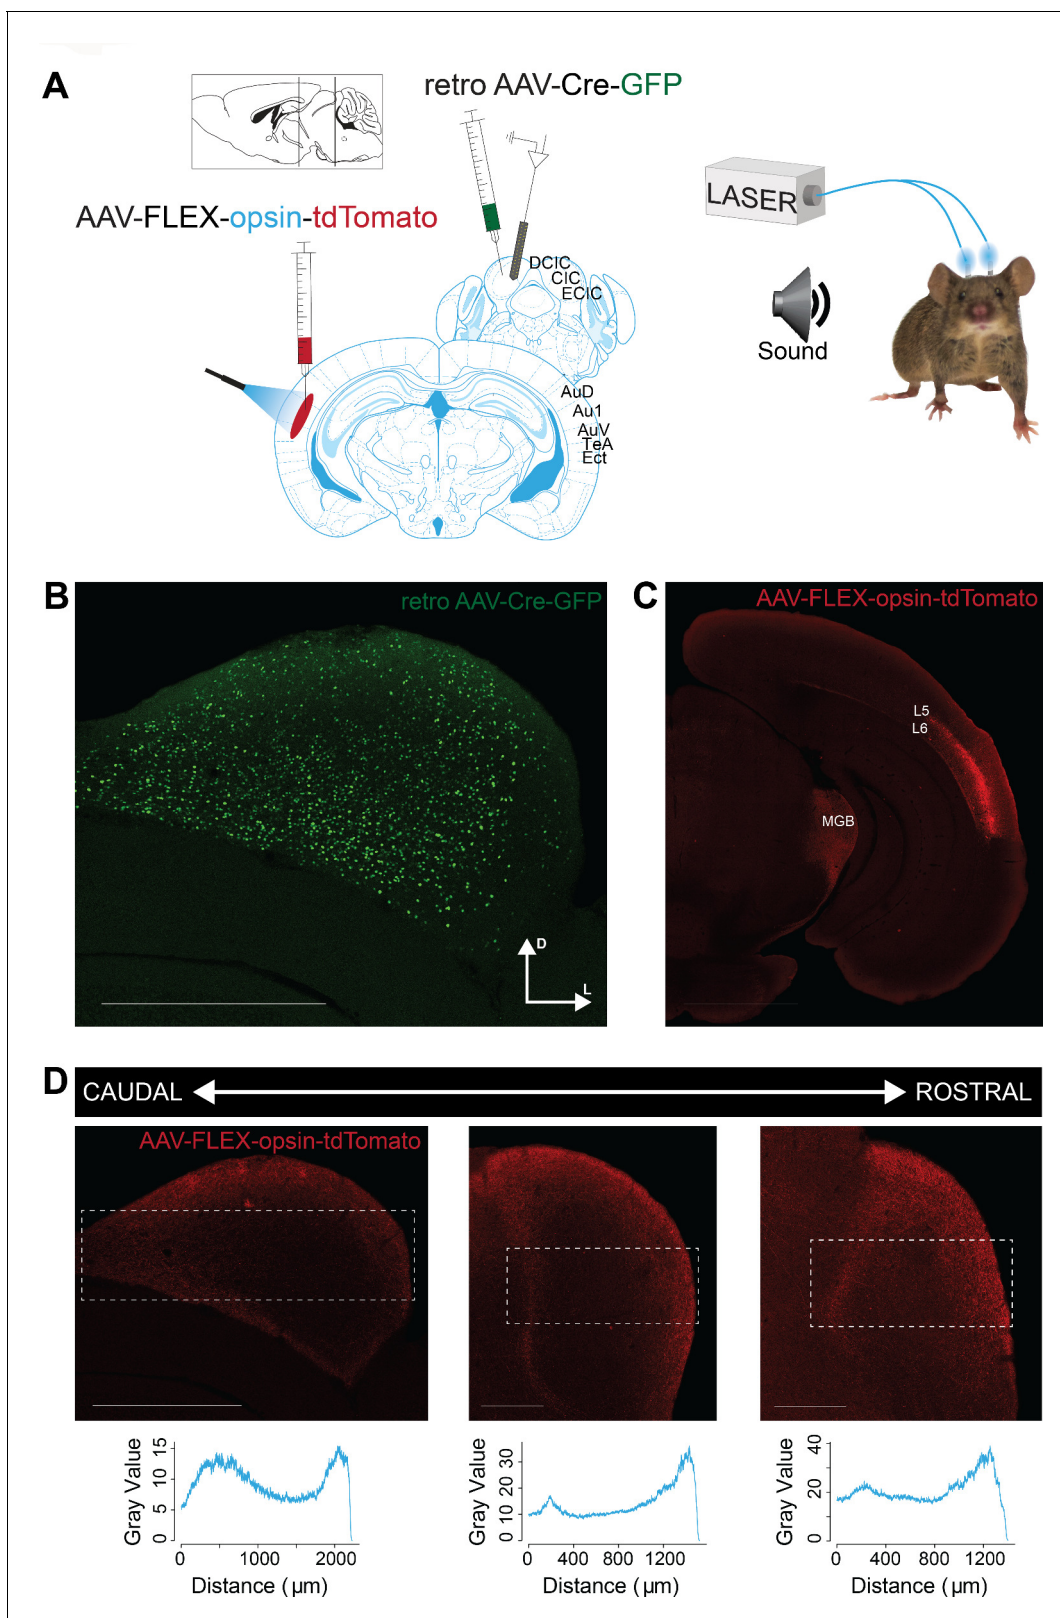 A
retro AAV-Cre-GFP
AAV-FLEX-opsin-tdTomato
LASER
Sound
DCIC
CIC
ECIC
AuD
Au1
AuV
TeA
Ect
B
retro AAV-Cre-GFP
D
L
C
AAV-FLEX-opsin-tdTomato
L5
L6
MGB
D
CAUDAL
ROSTRAL
AAV-FLEX-opsin-tdTomato
Gray Value
0 5 10 15
0 1000 2000
Distance (µm)
Gray Value
0 10 20 30
0 400 800 1200
Distance (µm)
Gray Value
0 20 40
0 400 800 1200
Distance (µm)